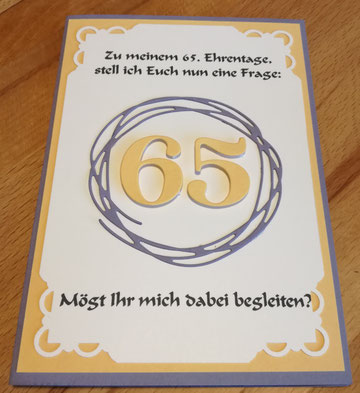 Zu meinem 65. Ehrentage,
stell ich Euch nun eine Frage:
65
Mögt Ihr mich dabei begleiten?